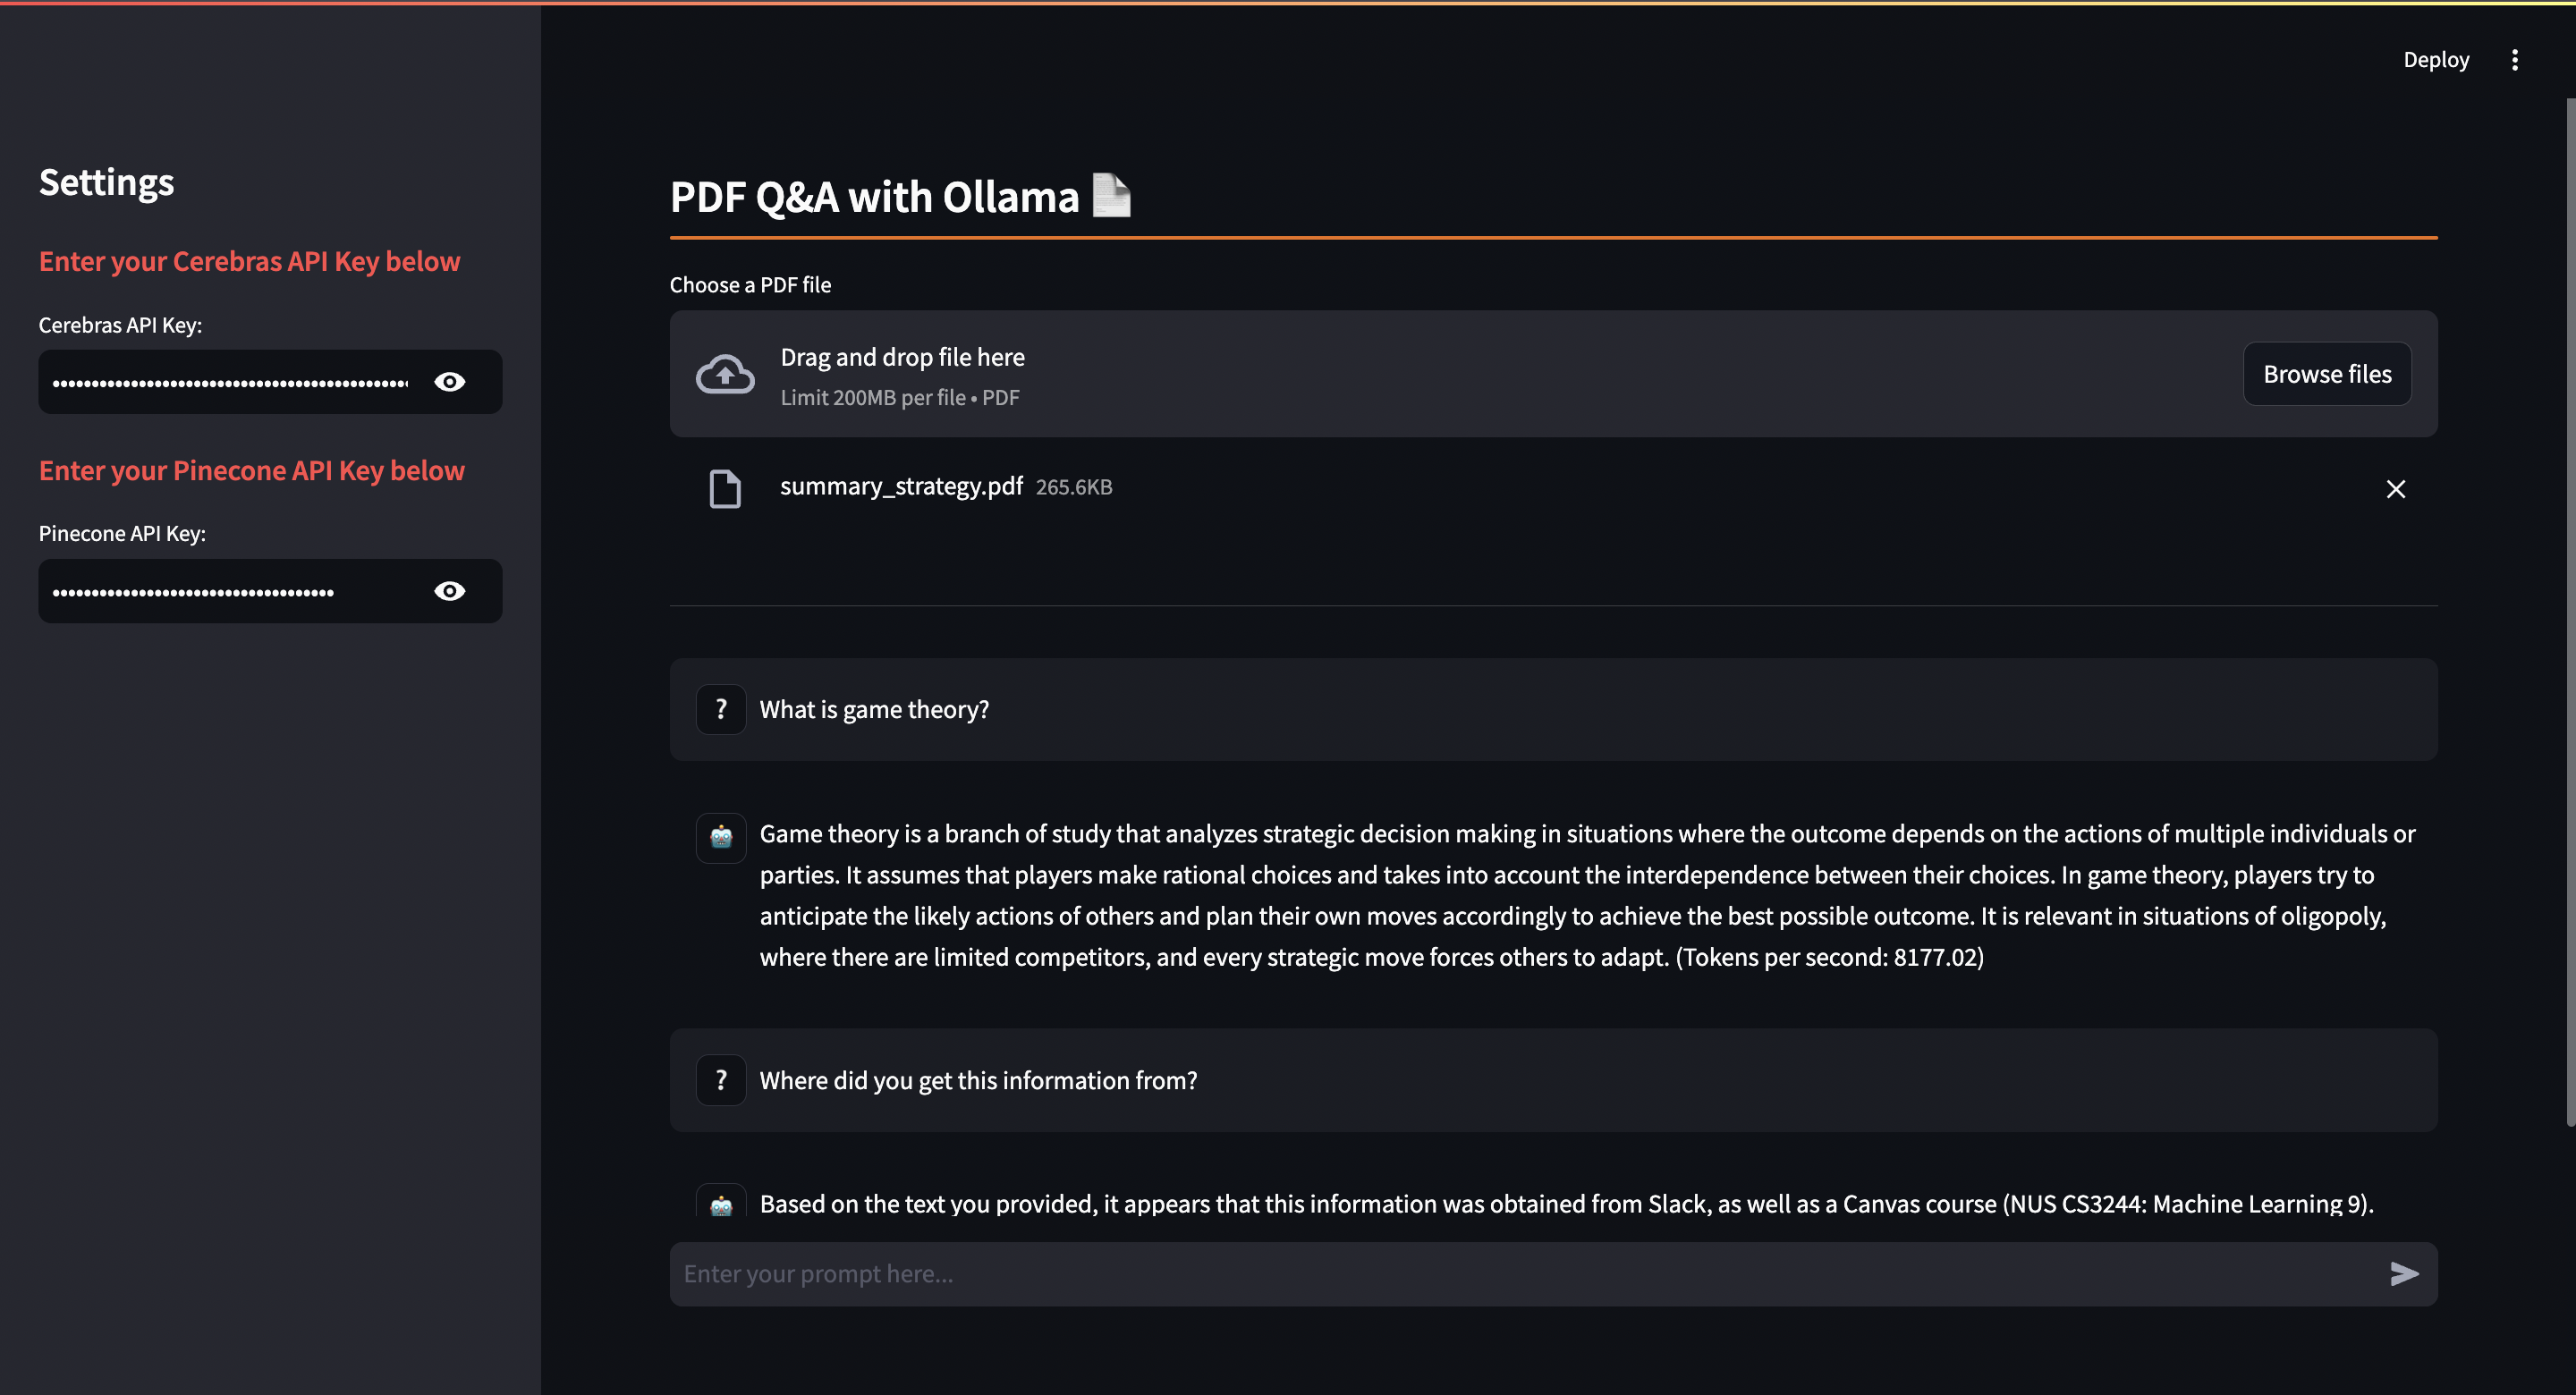 Deploy
Settings
Enter your Cerebras API Key below
Cerebras API Key:
Enter your Pinecone API Key below
Pinecone API Key:
PDF Q&A with Ollama
Choose a PDF file
Drag and drop file here
Limit 200MB per file • PDF
Browse files
summary_strategy.pdf 265.6KB
? What is game theory?
Game theory is a branch of study that analyzes strategic decision making in situations where the outcome depends on the actions of multiple individuals or
parties. It assumes that players make rational choices and takes into account the interdependence between their choices. In game theory, players try to
anticipate the likely actions of others and plan their own moves accordingly to achieve the best possible outcome. It is relevant in situations of oligopoly,
where there are limited competitors, and every strategic move forces others to adapt. (Tokens per second: 8177.02)
? Where did you get this information from?
Based on the text you provided, it appears that this information was obtained from Slack, as well as a Canvas course (NUS CS3244: Machine Learning 9).
Enter your prompt here...